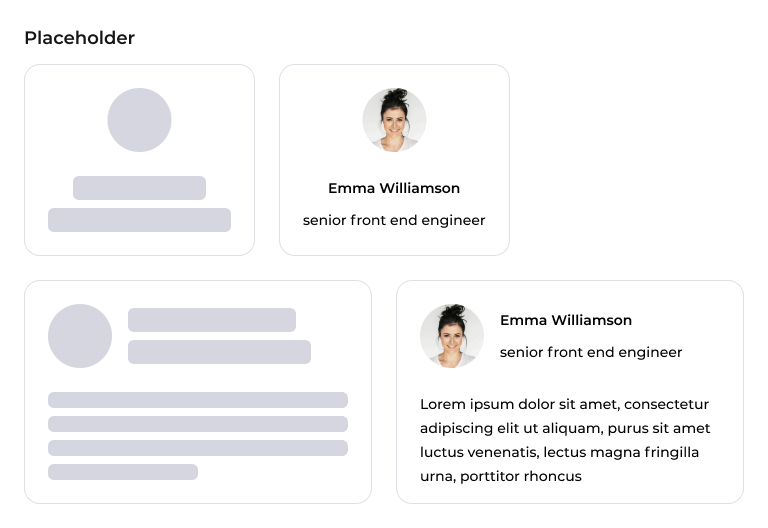 Placeholder
Emma Williamson
senior front end engineer
Emma Williamson
senior front end engineer
Lorem ipsum dolor sit amet, consectetur
adipiscing elit ut aliquam, purus sit amet
luctus venenatis, lectus magna fringilla
urna, porttitor rhoncus